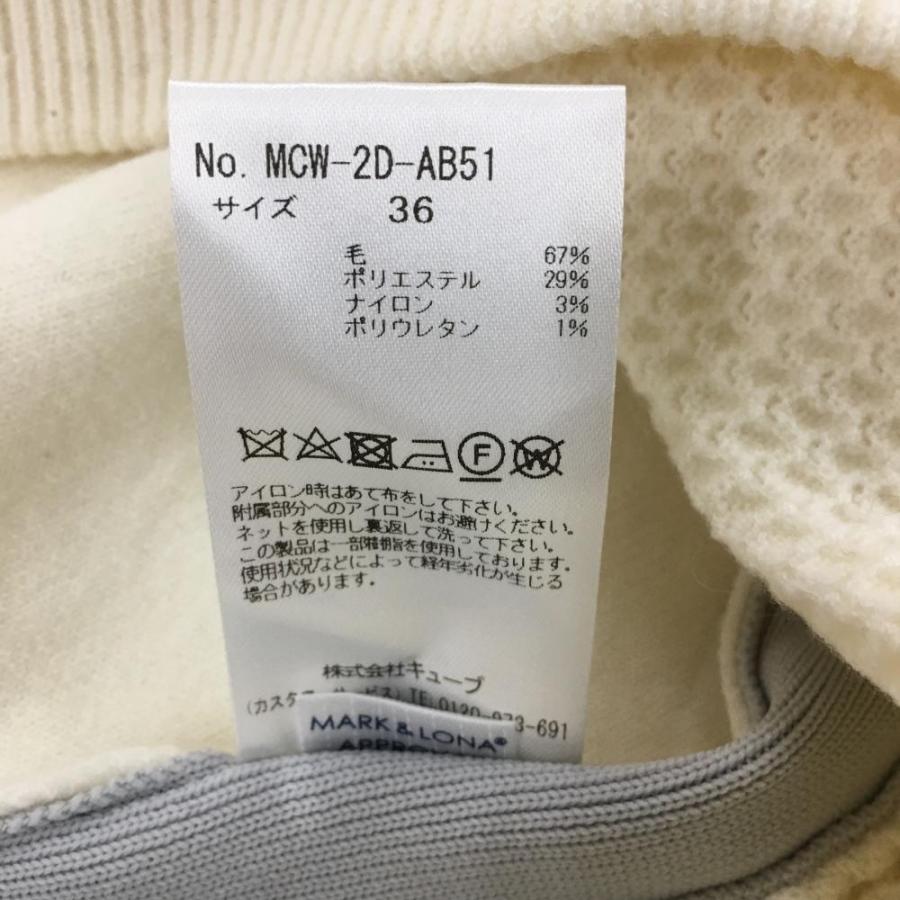 No. MCW-2D-AB51
サイズ 36
毛 67%
ポリエステル 29%
ナイロン 3%
ポリウレタン 1%
F W
アイロン時はあて布をして下さい。
附属部分へのアイロンはお避けください。
ネットを使用し裏返して洗って下さい。
この製品は一部樹脂を使用しております。
使用状況などによって経年劣化が生じる
場合があります。
株式会社キューブ
0120- -691
MARK & LONA®